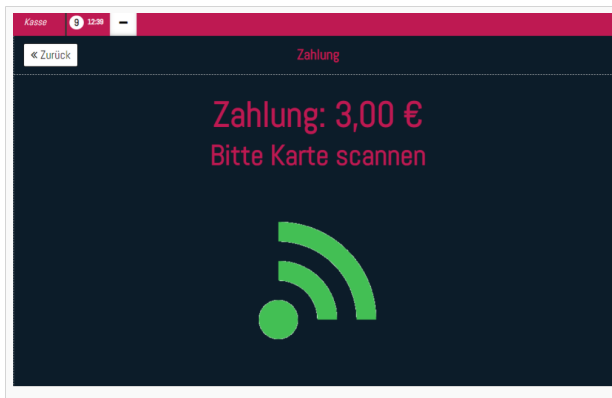 Kasse 9 12:39
« Zurück Zahlung
Zahlung: 3,00 €
Bitte Karte scannen